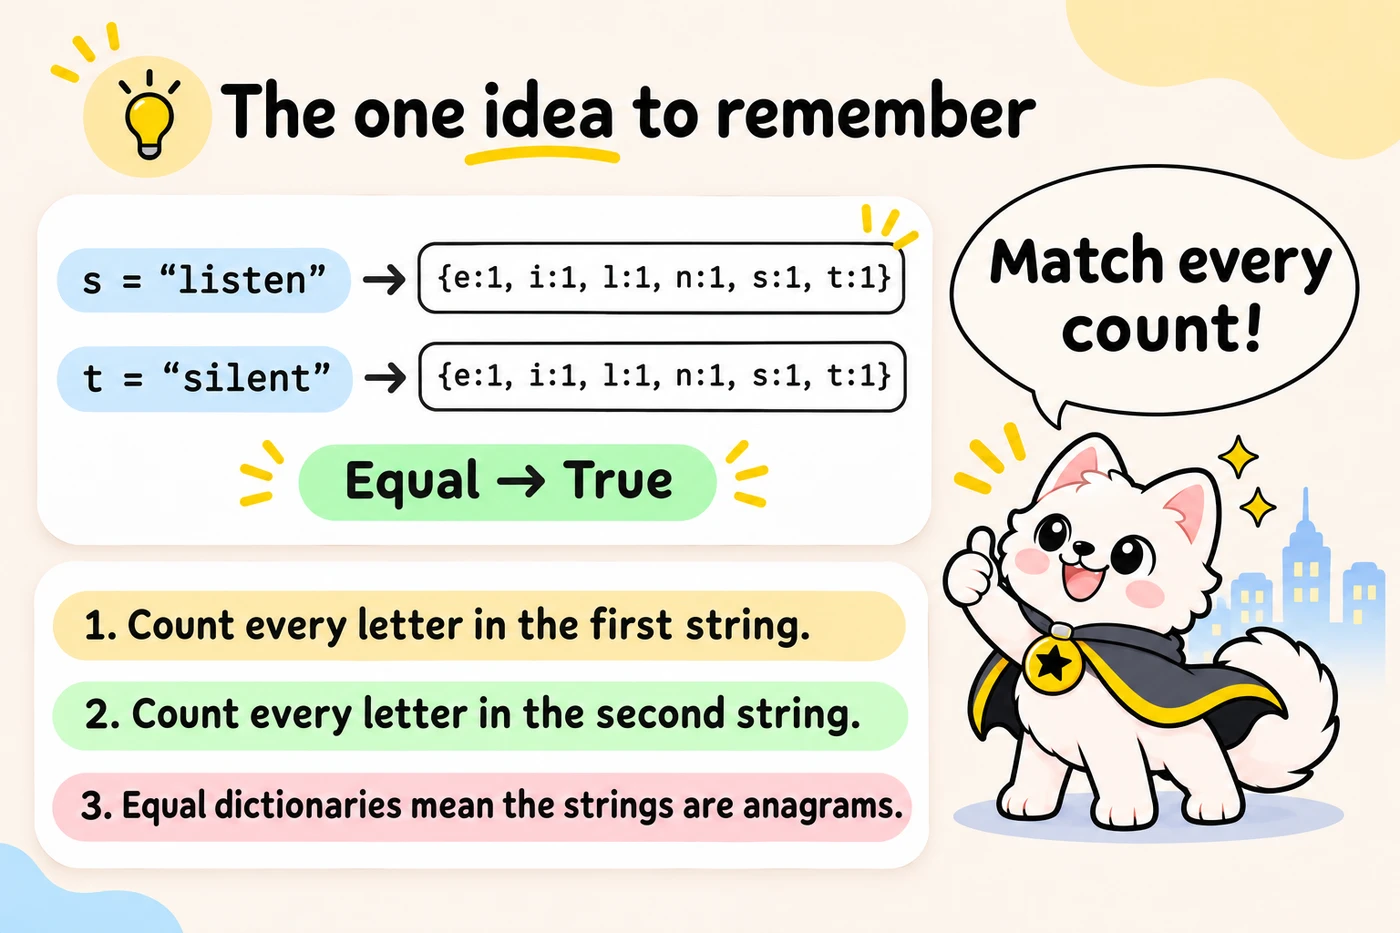 The one idea to remember
s = “listen” → {e:1, i:1, l:1, n:1, s:1, t:1}
t = “silent” → {e:1, i:1, l:1, n:1, s:1, t:1}
Equal → True
Match every
count!
1. Count every letter in the first string.
2. Count every letter in the second string.
3. Equal dictionaries mean the strings are anagrams.